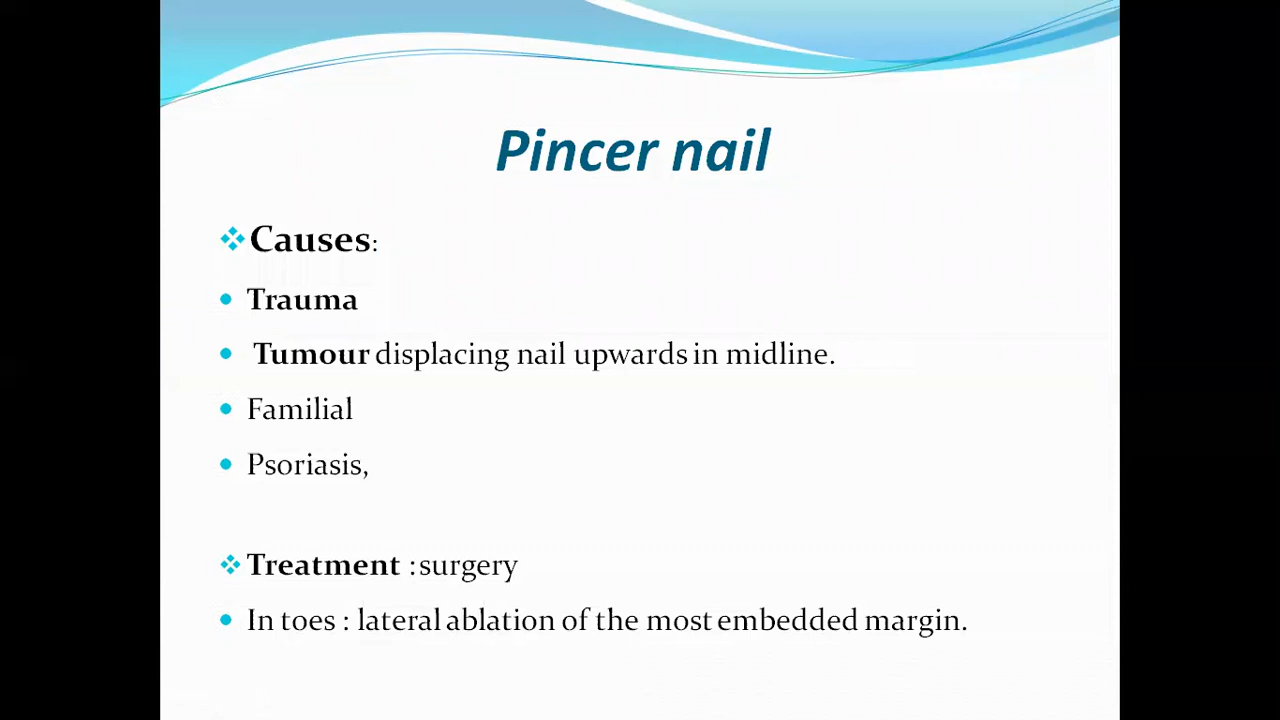 Pincer nail
Causes:
Trauma
Tumour displacing nail upwards in midline.
Familial
Psoriasis,
Treatment : surgery
In toes : lateral ablation of the most embedded margin.